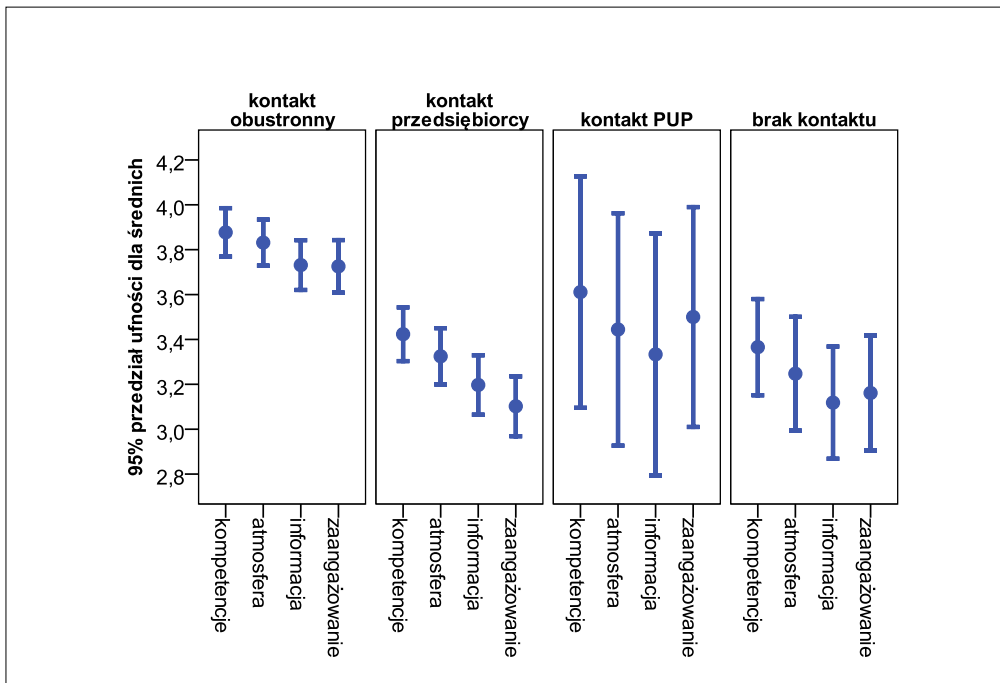 kontakt
obustronny
kontakt
przedsiębiorcy
kontakt PUP
brak kontaktu
95% przedział ufności dla średnich
4,2
4,0
3,8
3,6
3,4
3,2
3,0
2,8
kompetencje
atmosfera
informacja
zaangażowanie
kompetencje
atmosfera
informacja
zaangażowanie
kompetencje
atmosfera
informacja
zaangażowanie
kompetencje
atmosfera
informacja
zaangażowanie